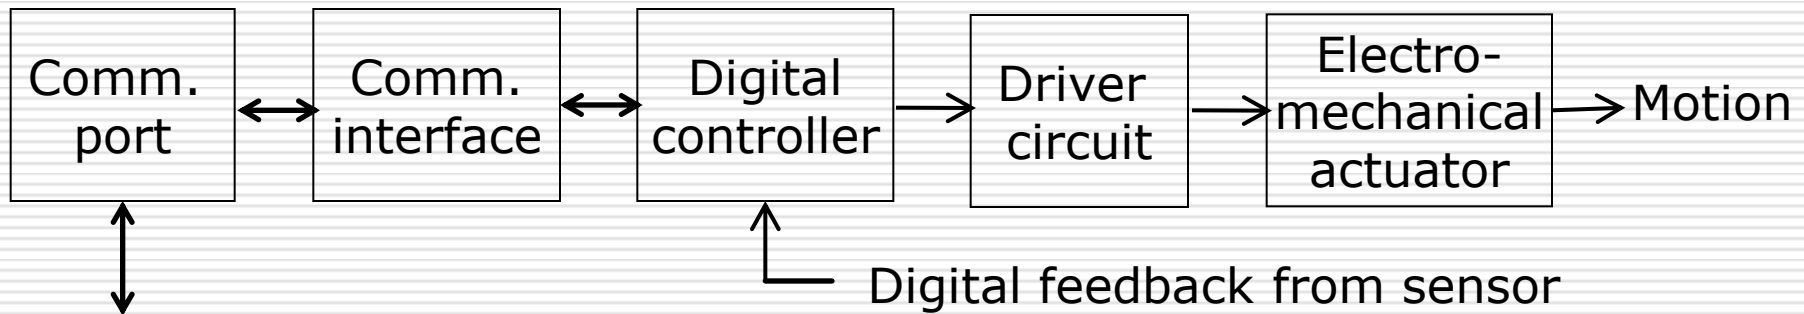 Comm.
port
Comm.
interface
Digital
controller
Driver
circuit
Electro-
mechanical
actuator
Motion
Digital feedback from sensor